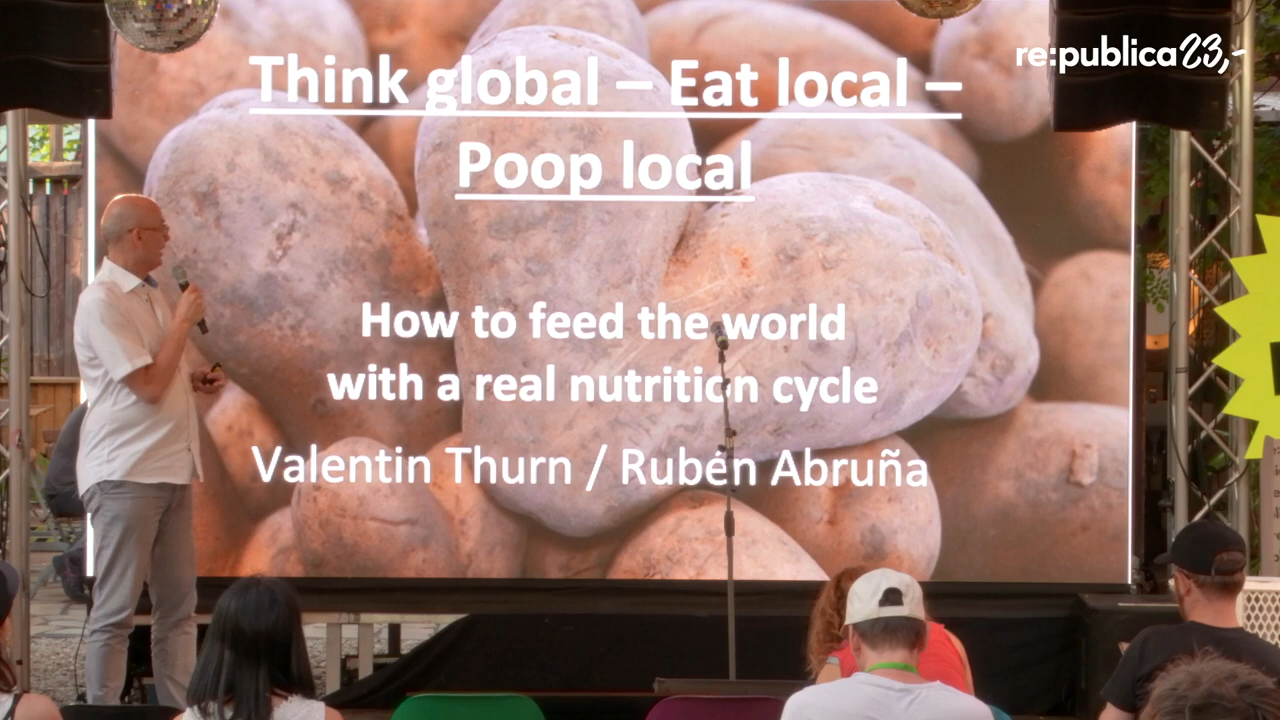 re:publica23,-
Think global – Eat local –
Poop local
How to feed the world
with a real nutrition cycle
Valentin Thurn / Rubén Abruña